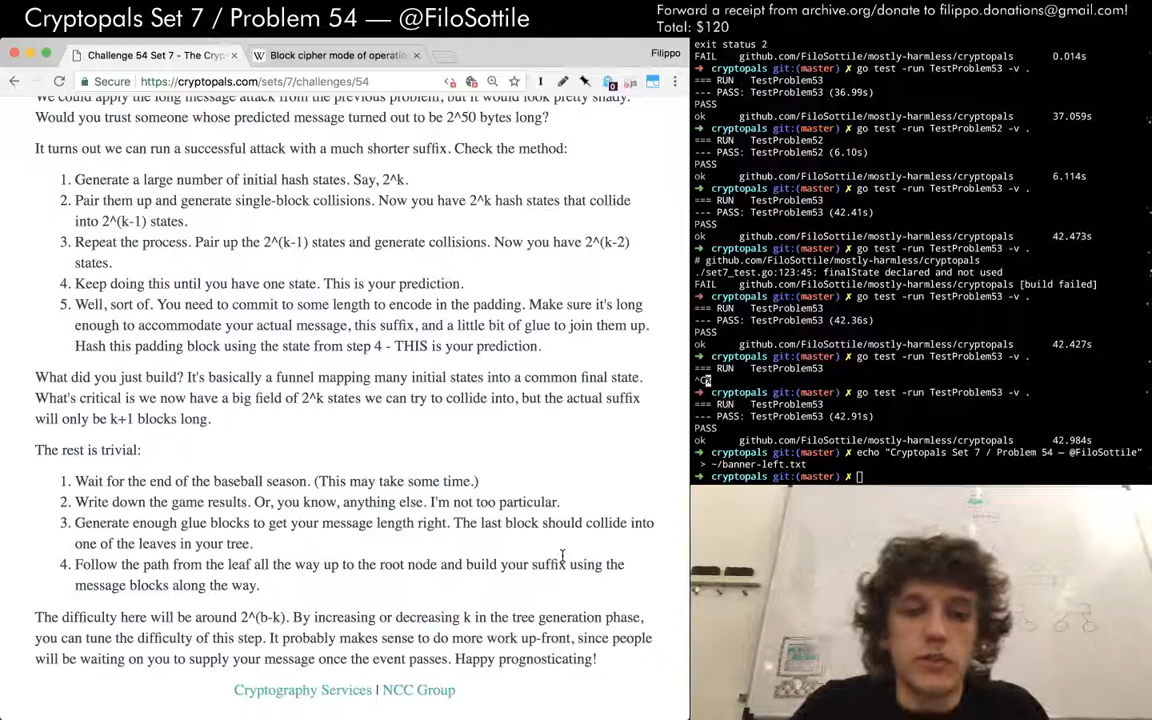 Cryptopals Set 7 / Problem 54 — @FiloSottile
Forward a receipt from archive.org/donate to filippo.donations@gmail.com!
Total: $120
Challenge 54 Set 7 - The Cryp
Block cipher mode of operatio
Filippo
Secure
https://cryptopals.com/sets/7/challenges/54
We could apply the long message attack from the previous problem, but it would look pretty shady.
Would you trust someone whose predicted message turned out to be 2^50 bytes long?
It turns out we can run a successful attack with a much shorter suffix. Check the method:
1. Generate a large number of initial hash states. Say, 2^k.
2. Pair them up and generate single-block collisions. Now you have 2^k hash states that collide
into 2^(k-1) states.
3. Repeat the process. Pair up the 2^(k-1) states and generate collisions. Now you have 2^(k-2)
states.
4. Keep doing this until you have one state. This is your prediction.
5. Well, sort of. You need to commit to some length to encode in the padding. Make sure it's long
enough to accommodate your actual message, this suffix, and a little bit of glue to join them up.
Hash this padding block using the state from step 4 - THIS is your prediction.
What did you just build? It's basically a funnel mapping many initial states into a common final state.
What's critical is we now have a big field of 2^k states we can try to collide into, but the actual suffix
will only be k+1 blocks long.
The rest is trivial:
1. Wait for the end of the baseball season. (This may take some time.)
2. Write down the game results. Or, you know, anything else. I'm not too particular.
3. Generate enough glue blocks to get your message length right. The last block should collide into
one of the leaves in your tree.
4. Follow the path from the leaf all the way up to the root node and build your suffix using the
message blocks along the way.
The difficulty here will be around 2^(b-k). By increasing or decreasing k in the tree generation phase,
you can tune the difficulty of this step. It probably makes sense to do more work up-front, since people
will be waiting on you to supply your message once the event passes. Happy prognosticating!
Cryptography Services | NCC Group
exit status 2
FAIL github.com/FiloSottile/mostly-harmless/cryptopals 0.014s
➜ cryptopals git:(master) ✗ go test -run TestProblem53 -v .
=== RUN TestProblem53
--- PASS: TestProblem53 (36.99s)
PASS
ok github.com/FiloSottile/mostly-harmless/cryptopals 37.059s
➜ cryptopals git:(master) ✗ go test -run TestProblem52 -v .
=== RUN TestProblem52
--- PASS: TestProblem52 (6.10s)
PASS
ok github.com/FiloSottile/mostly-harmless/cryptopals 6.114s
➜ cryptopals git:(master) ✗ go test -run TestProblem53 -v .
=== RUN TestProblem53
--- PASS: TestProblem53 (42.41s)
PASS
ok github.com/FiloSottile/mostly-harmless/cryptopals 42.473s
➜ cryptopals git:(master) ✗ go test -run TestProblem53 -v .
# github.com/FiloSottile/mostly-harmless/cryptopals
./set7_test.go:123:45: finalState declared and not used
FAIL github.com/FiloSottile/mostly-harmless/cryptopals [build failed]
➜ cryptopals git:(master) ✗ go test -run TestProblem53 -v .
=== RUN TestProblem53
--- PASS: TestProblem53 (42.36s)
PASS
ok github.com/FiloSottile/mostly-harmless/cryptopals 42.427s
➜ cryptopals git:(master) ✗ go test -run TestProblem53 -v .
=== RUN TestProblem53
➜ cryptopals git:(master) ✗ go test -run TestProblem53 -v .
=== RUN TestProblem53
--- PASS: TestProblem53 (42.91s)
PASS
ok github.com/FiloSottile/mostly-harmless/cryptopals 42.984s
➜ cryptopals git:(master) ✗ echo "Cryptopals Set 7 / Problem 54 — @FiloSottile"
> ~/banner-left.txt
➜ cryptopals git:(master) ✗